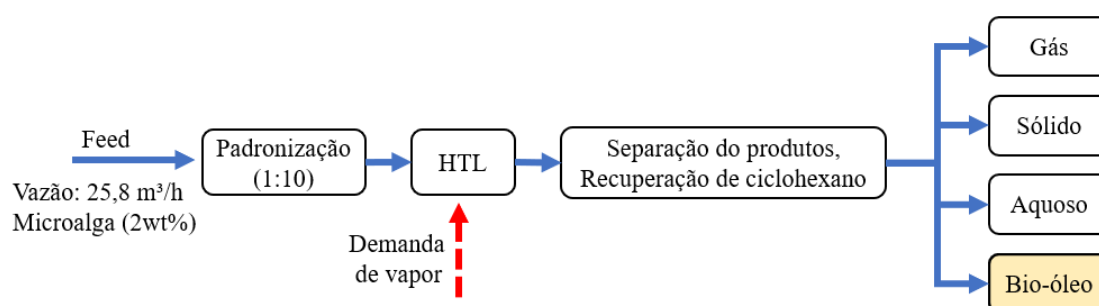 Feed
Vazão: 25,8 m³/h
Microalga (2wt%)
Padronização
(1:10)
HTL
Demanda
de vapor
Separação do produtos,
Recuperação de ciclohexano
Gás
Sólido
Aquoso
Bio-óleo